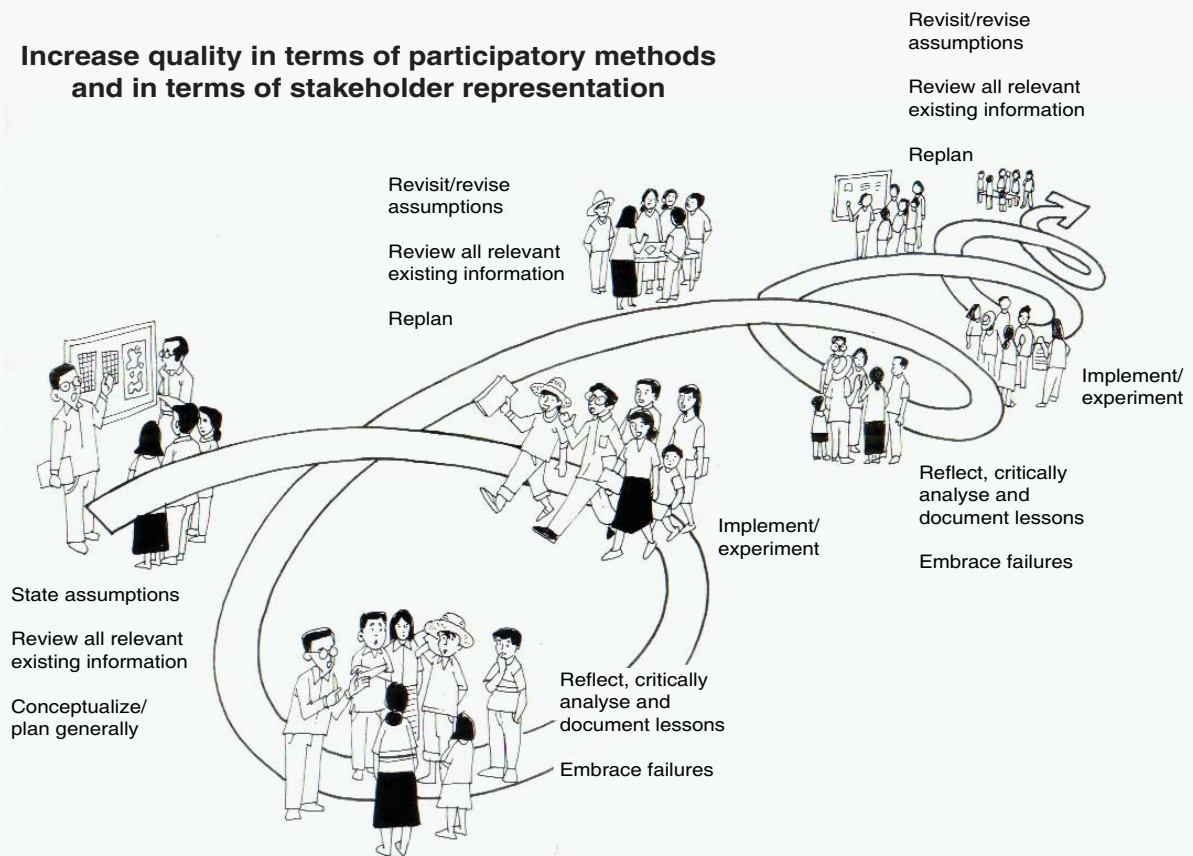 Increase quality in terms of participatory methods
and in terms of stakeholder representation
State assumptions
Review all relevant
existing information
Conceptualize/
plan generally
Implement/
experiment
Reflect, critically
analyse and
document lessons
Embrace failures
Revisit/revise
assumptions
Review all relevant
existing information
Replan
Implement/
experiment
Reflect, critically
analyse and
document lessons
Embrace failures
Revisit/revise
assumptions
Review all relevant
existing information
Replan